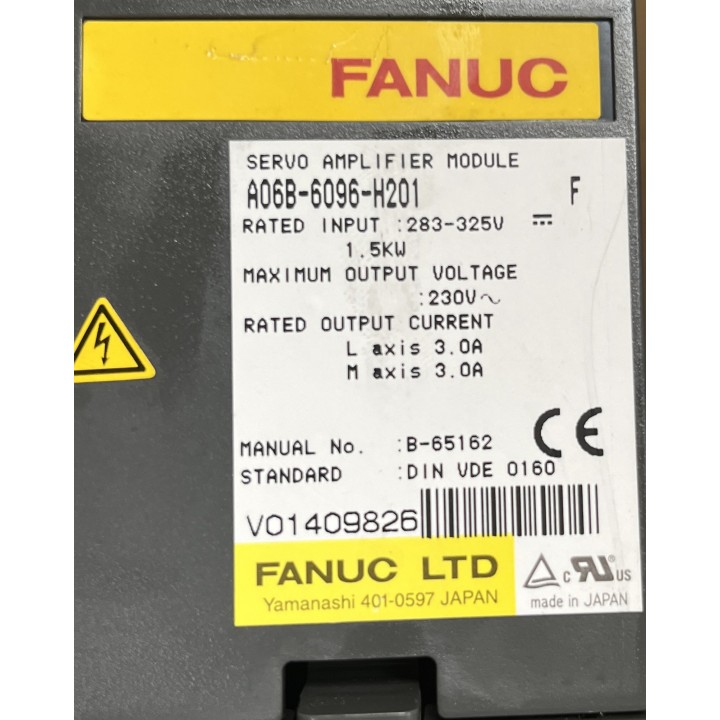 FANUC
SERVO AMPLIFIER MODULE
A06B-6096-H201 F
RATED INPUT :283-325V
1.5KW
MAXIMUM OUTPUT VOLTAGE
:230V~
RATED OUTPUT CURRENT
L axis 3.0A
M axis 3.0A
MANUAL No. :B-65162
STANDARD :DIN VDE 0160
CE
V01409826
FANUC LTD
Yamanashi 401-0597 JAPAN
c RU US
made in JAPAN